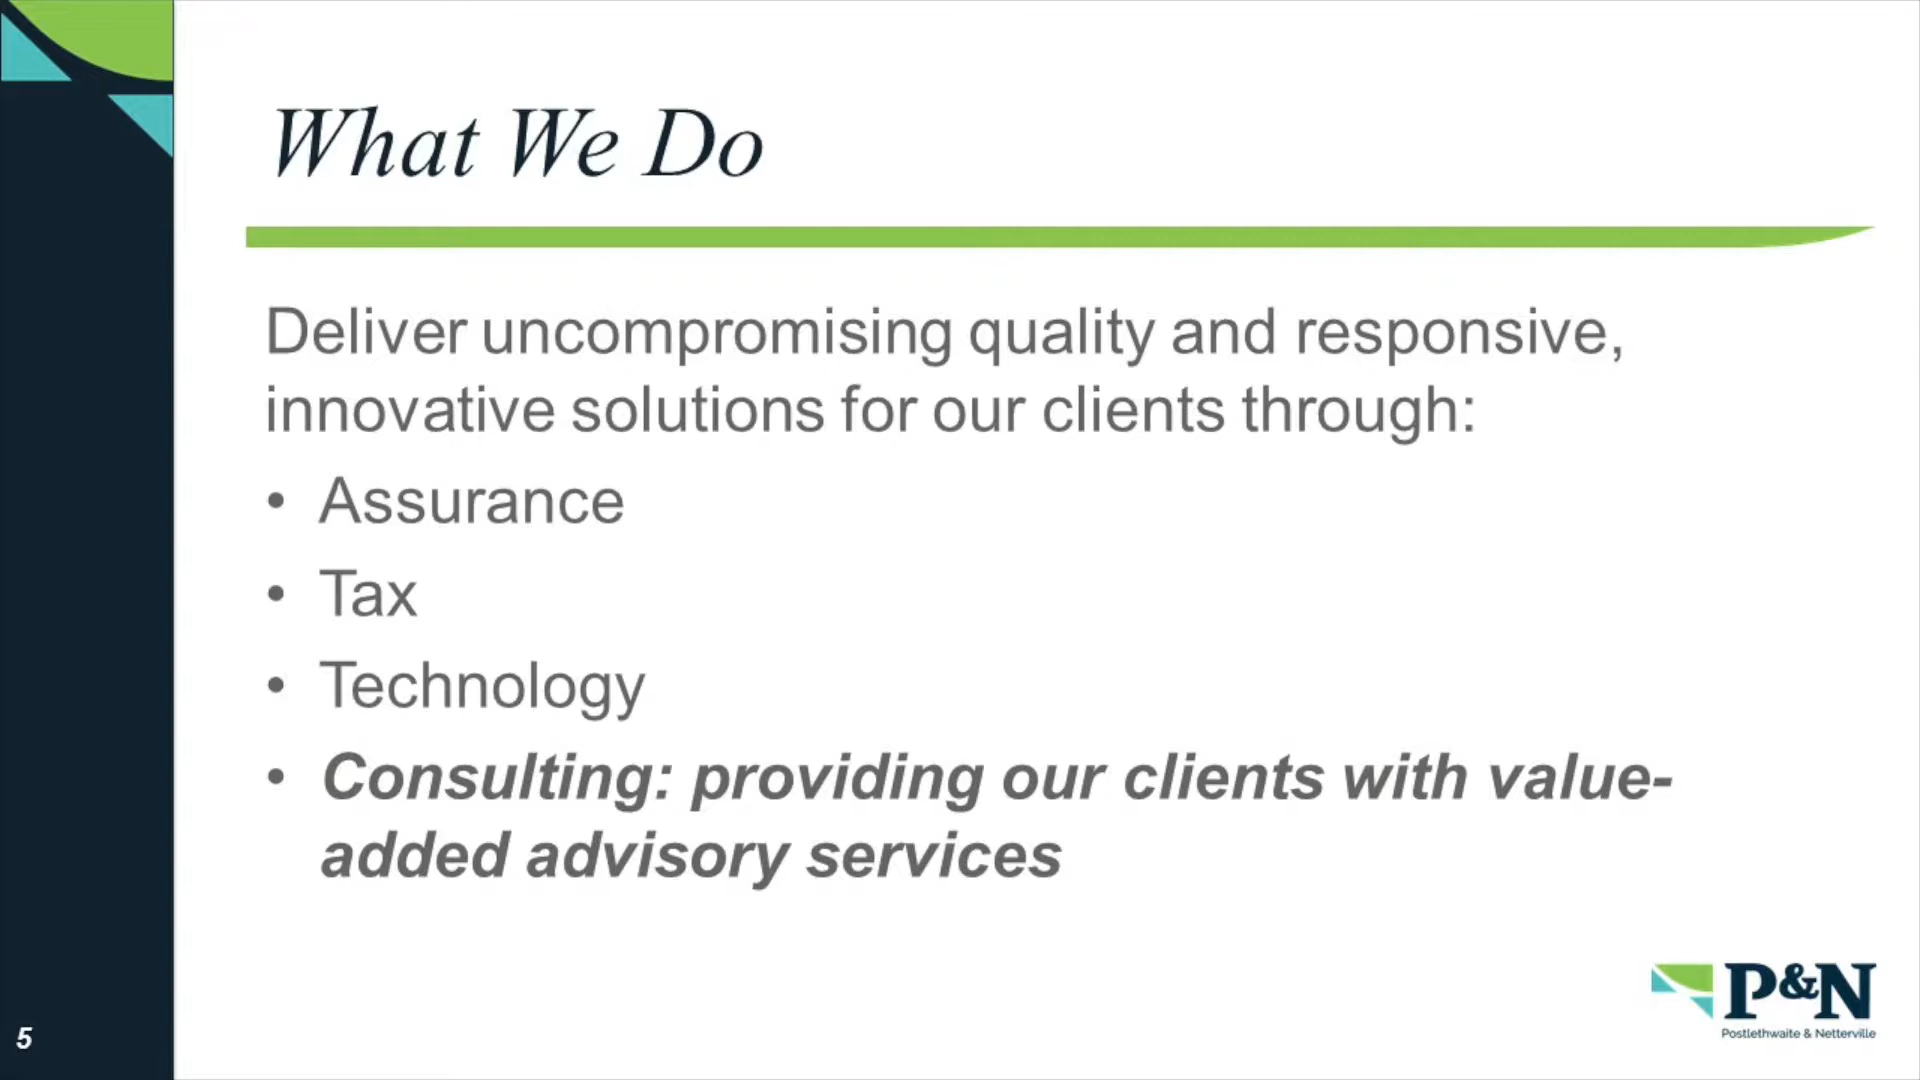 What We Do
Deliver uncompromising quality and responsive,
innovative solutions for our clients through:
• Assurance
• Tax
• Technology
• Consulting: providing our clients with value-
added advisory services
P&N
Postlethwaite & Netterville
5